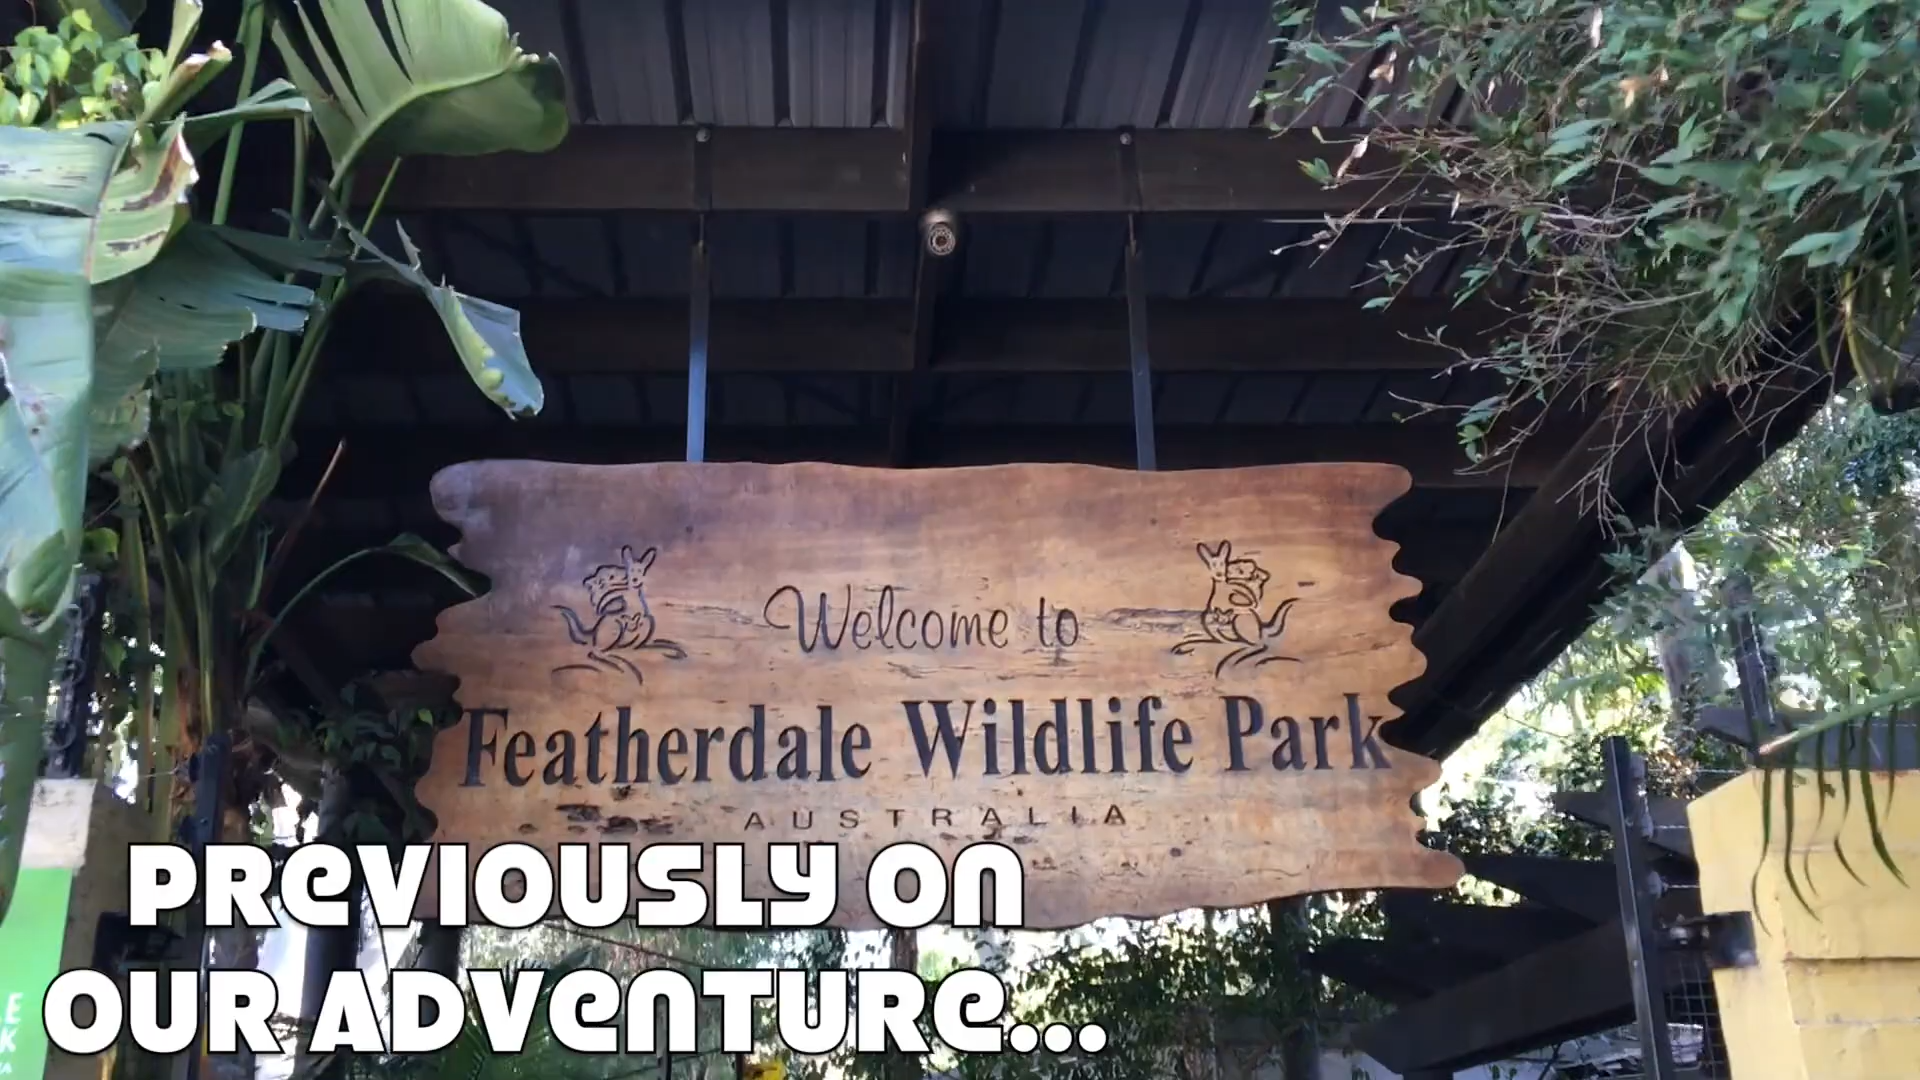 Welcome to
Featherdale Wildlife Park
AUSTRALIA
PREVIOUSLY ON
OUR ADVENTURE...